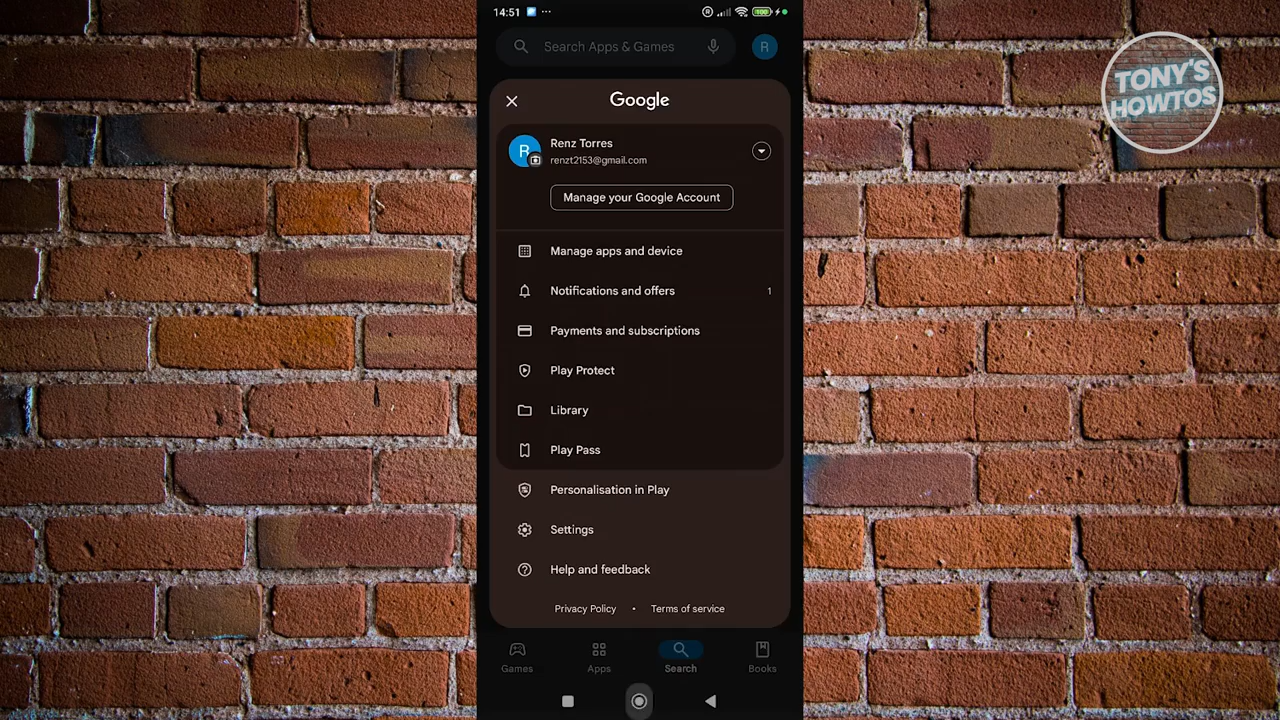 14:51
100
Search Apps & Games
R
TONY'S
HOWTOS
Google
R
Renz Torres
renzt2153@gmail.com
Manage your Google Account
Manage apps and device
Notifications and offers
1
Payments and subscriptions
Play Protect
Library
Play Pass
Personalisation in Play
Settings
Help and feedback
Privacy Policy • Terms of service
Games
Apps
Search
Books